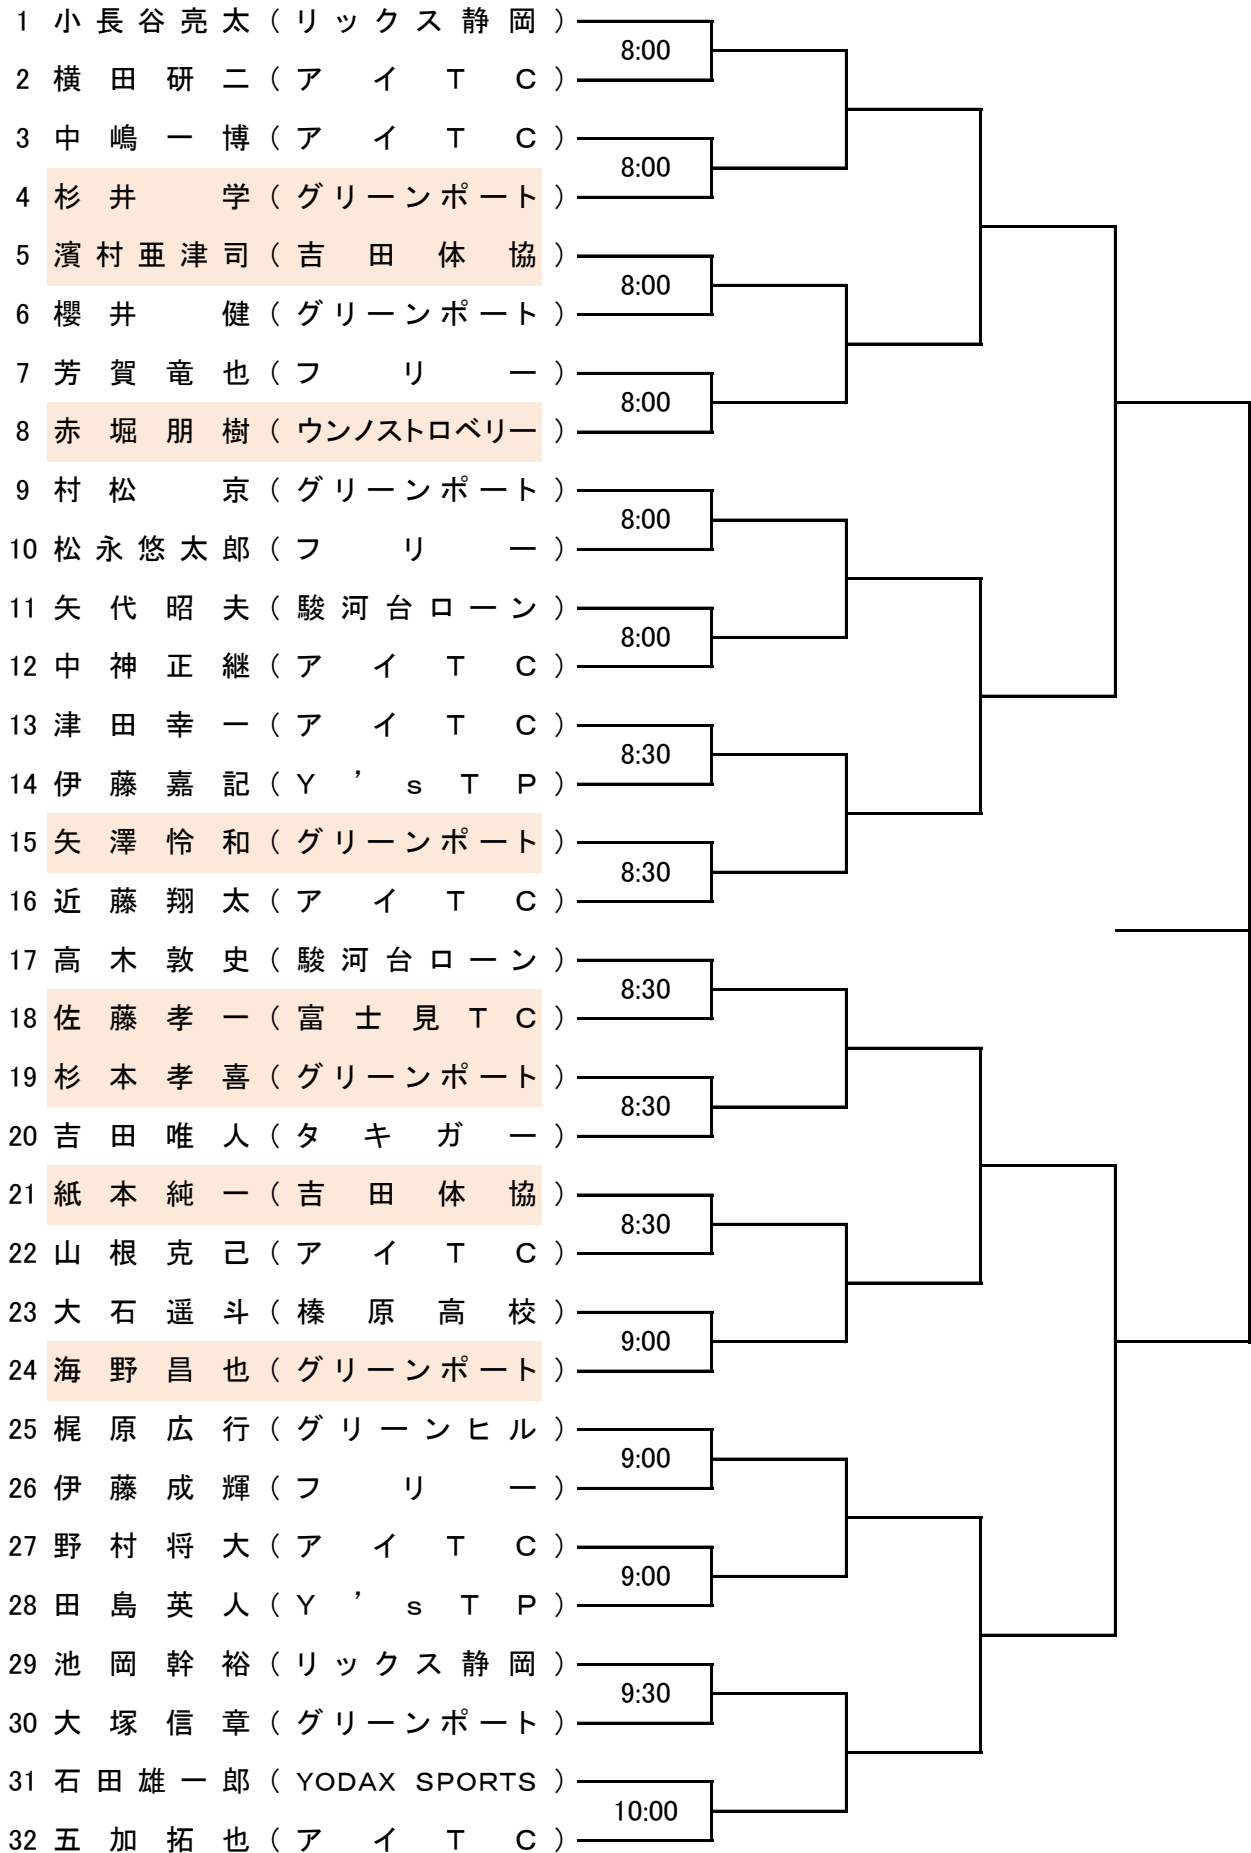 1 小長谷亮太（リックス静岡）
8:00
2 横田研二（アイTC）
3 中嶋一博（アイTC）
8:00
4 杉井学（グリーンポート）
5 濱村亜津司（吉田体協）
8:00
6 櫻井健（グリーンポート）
7 芳賀竜也（フリー）
8:00
8 赤堀朋樹（ウンノストロベリー）
9 村松京（グリーンポート）
8:00
10 松永悠太郎（フリー）
11 矢代昭夫（駿河台ローン）
8:00
12 中神正継（アイTC）
13 津田幸一（アイTC）
8:30
14 伊藤嘉記（Y’sTP）
15 矢澤怜和（グリーンポート）
8:30
16 近藤翔太（アイTC）
17 高木敦史（駿河台ローン）
8:30
18 佐藤孝一（富士見TC）
19 杉本孝喜（グリーンポート）
8:30
20 吉田唯人（タキガー）
21 紙本純一（吉田体協）
8:30
22 山根克己（アイTC）
23 大石遥斗（榛原高校）
9:00
24 海野昌也（グリーンポート）
25 梶原広行（グリーンヒル）
9:00
26 伊藤成輝（フリー）
27 野村将大（アイTC）
9:00
28 田島英人（Y’sTP）
29 池岡幹裕（リックス静岡）
9:30
30 大塚信章（グリーンポート）
31 石田雄一郎（YODAX SPORTS）
10:00
32 五加拓也（アイTC）